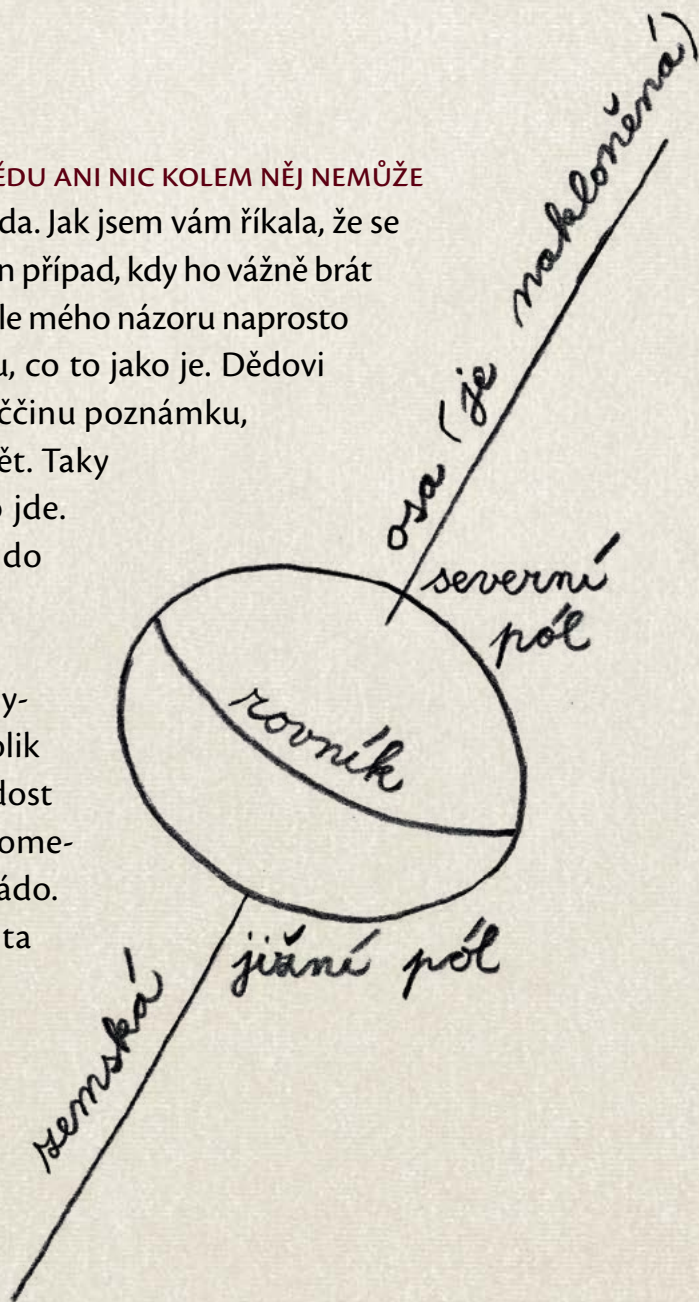 ĚDU ANI NIC KOLEM NĚJ NEMŮŽE
da. Jak jsem vám říkala, že se
n případ, kdy ho vážně brát
le mého názoru naprosto
u, co to jako je. Dědovi
ččinu poznámku,
ět. Taky
o jde.
do
y-
olik
dost
ome-
ádo.
ta
osa (je nakloněná)
severní
pól
rovník
jižní pól
zemská